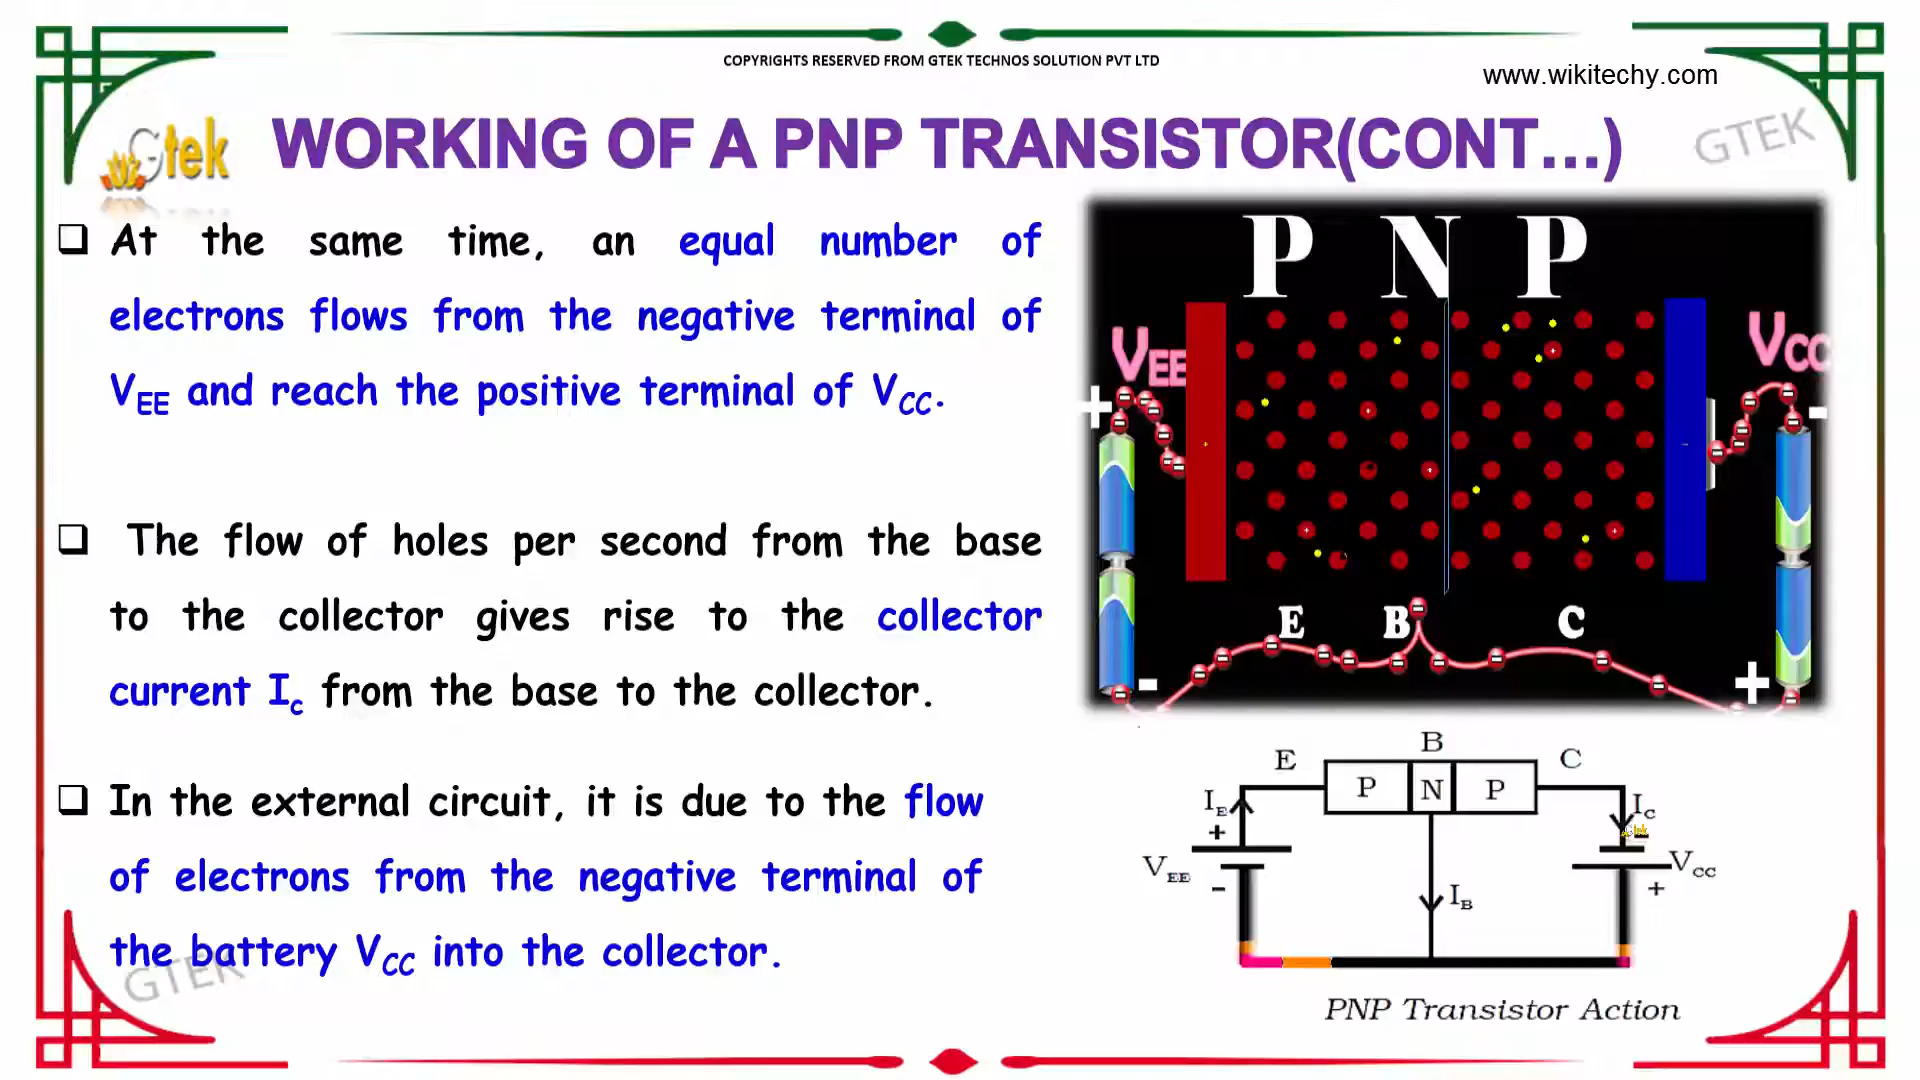 COPYRIGHTS RESERVED FROM GTEK TECHNOS SOLUTION PVT LTD
www.wikitechy.com
Gtek
WORKING OF A PNP TRANSISTOR(CONT...)
GTEK
At the same time, an equal number of
electrons flows from the negative terminal of
VEE and reach the positive terminal of VCC.
The flow of holes per second from the base
to the collector gives rise to the collector
current Ic from the base to the collector.
In the external circuit, it is due to the flow
of electrons from the negative terminal of
the battery VCC into the collector.
GTEK
P N P
VEE
VCC
+ -
E B C
- +
B
E C
P N P
IE IC
+
VEE VCC
- +
IB
PNP Transistor Action